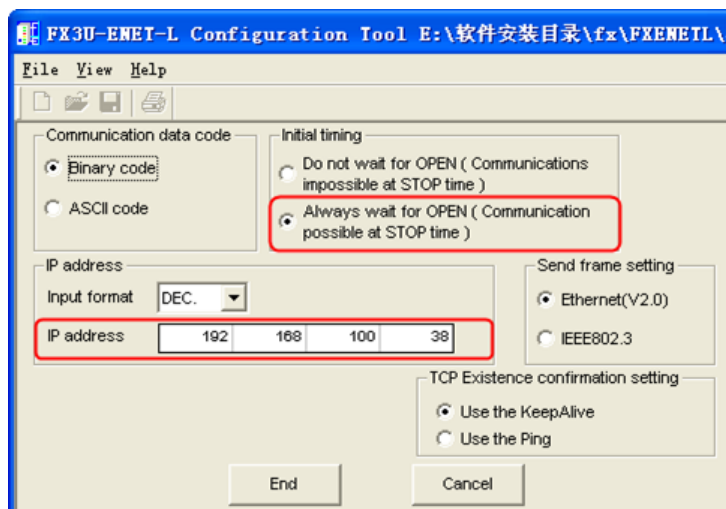 FX3U-ENET-L Configuration Tool E:\软件安装目录\fx\FXENETL\
File View Help
Communication data code
Binary code
ASCII code
Initial timing
Do not wait for OPEN ( Communications
impossible at STOP time )
Always wait for OPEN ( Communication
possible at STOP time )
IP address
Input format DEC.
IP address 192 168 100 38
Send frame setting
Ethernet(V2.0)
IEEE802.3
TCP Existence confirmation setting
Use the KeepAlive
Use the Ping
End Cancel